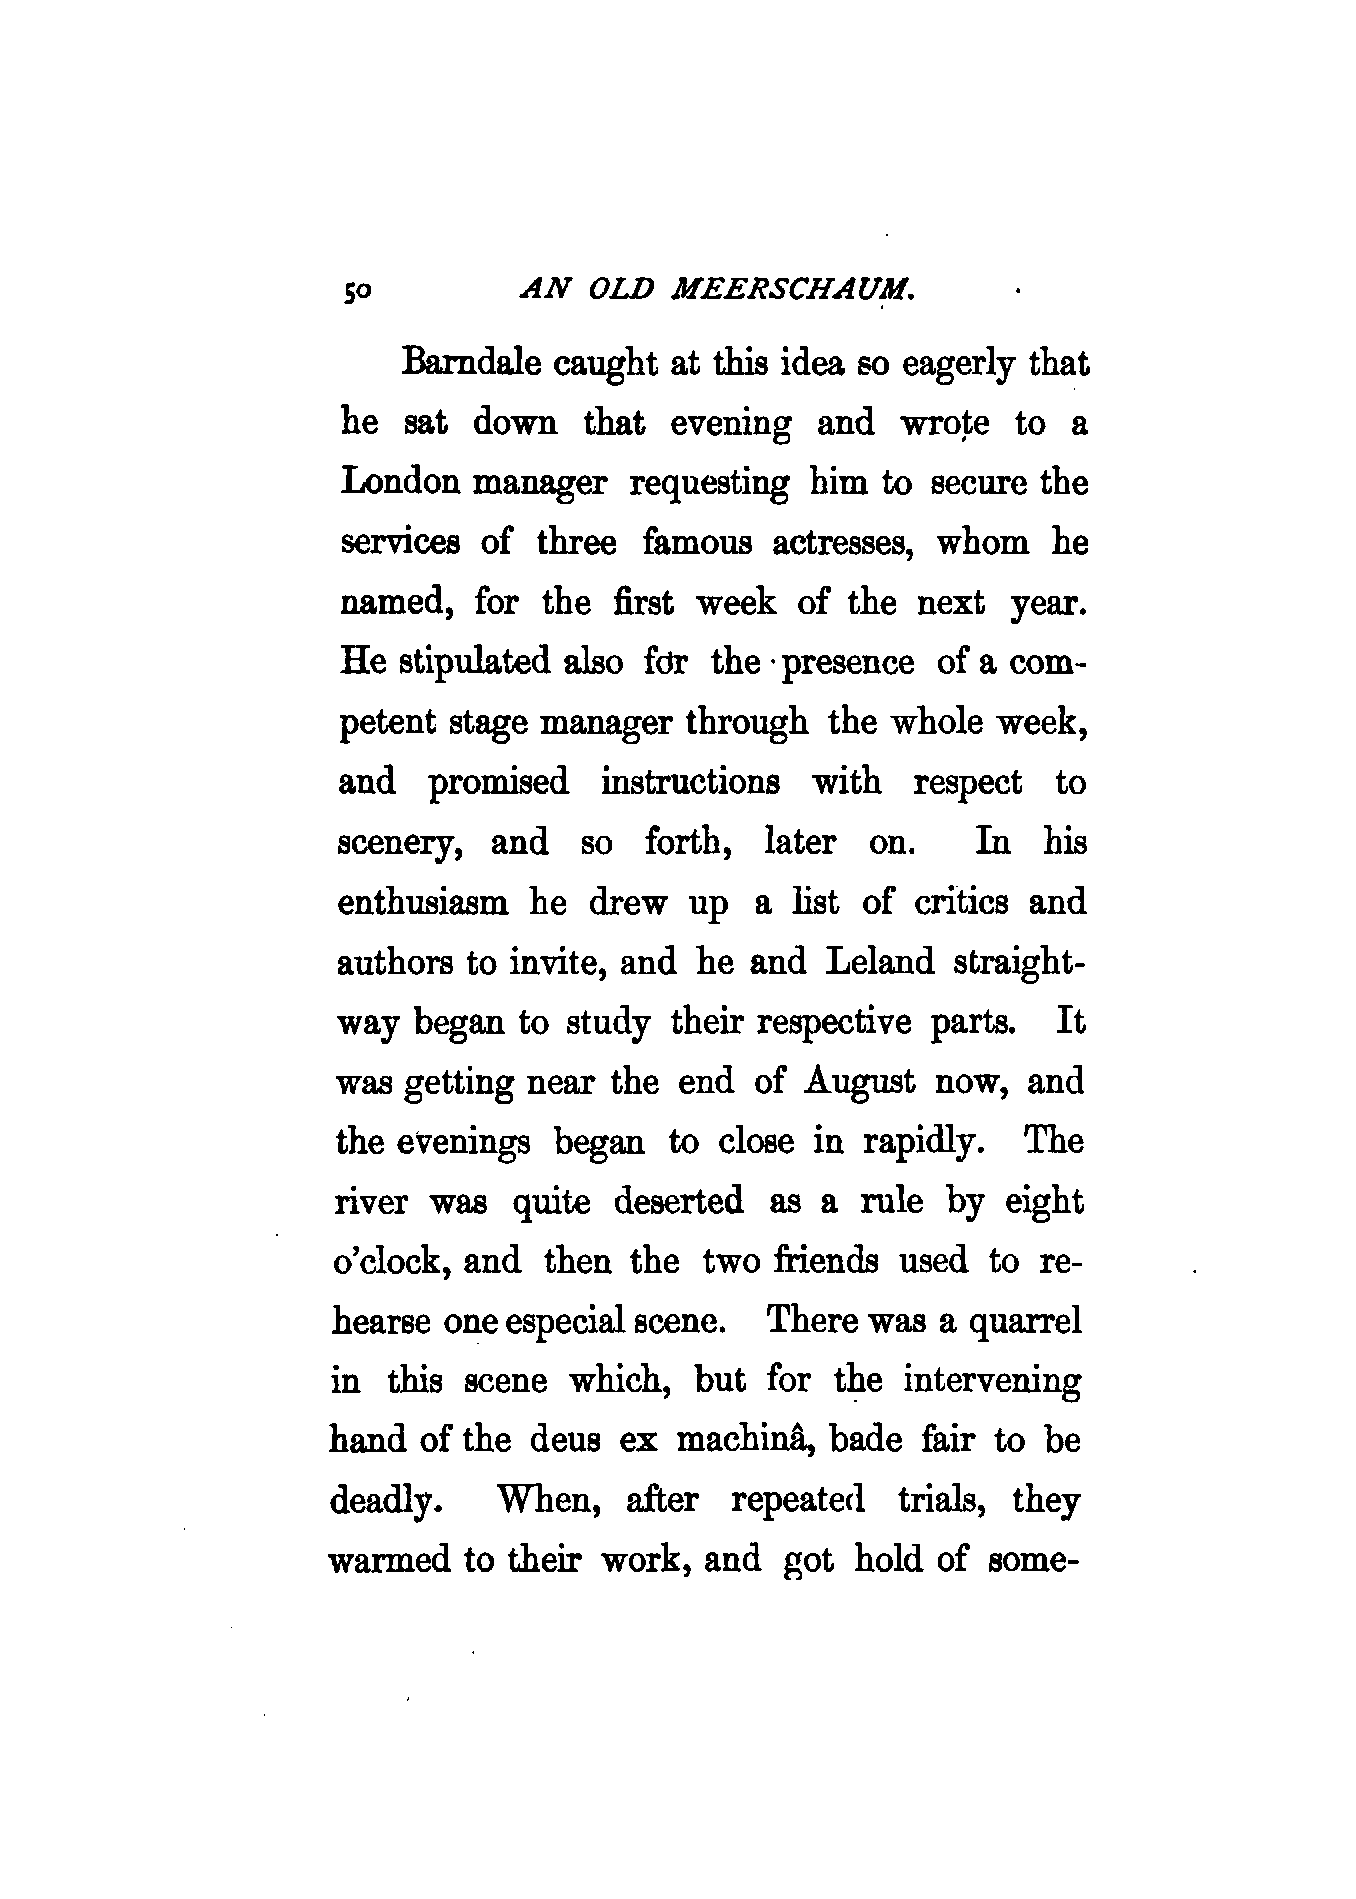 50 AN OLD MEERSCHAUM.
Barndale caught at this idea so eagerly that
he sat down that evening and wrote to a
London manager requesting him to secure the
services of three famous actresses, whom he
named, for the first week of the next year.
He stipulated also for the presence of a com-
petent stage manager through the whole week,
and promised instructions with respect to
scenery, and so forth, later on. In his
enthusiasm he drew up a list of critics and
authors to invite, and he and Leland straight-
way began to study their respective parts. It
was getting near the end of August now, and
the evenings began to close in rapidly. The
river was quite deserted as a rule by eight
o'clock, and then the two friends used to re-
hearse one especial scene. There was a quarrel
in this scene which, but for the intervening
hand of the deus ex machinâ, bade fair to be
deadly. When, after repeated trials, they
warmed to their work, and got hold of some-